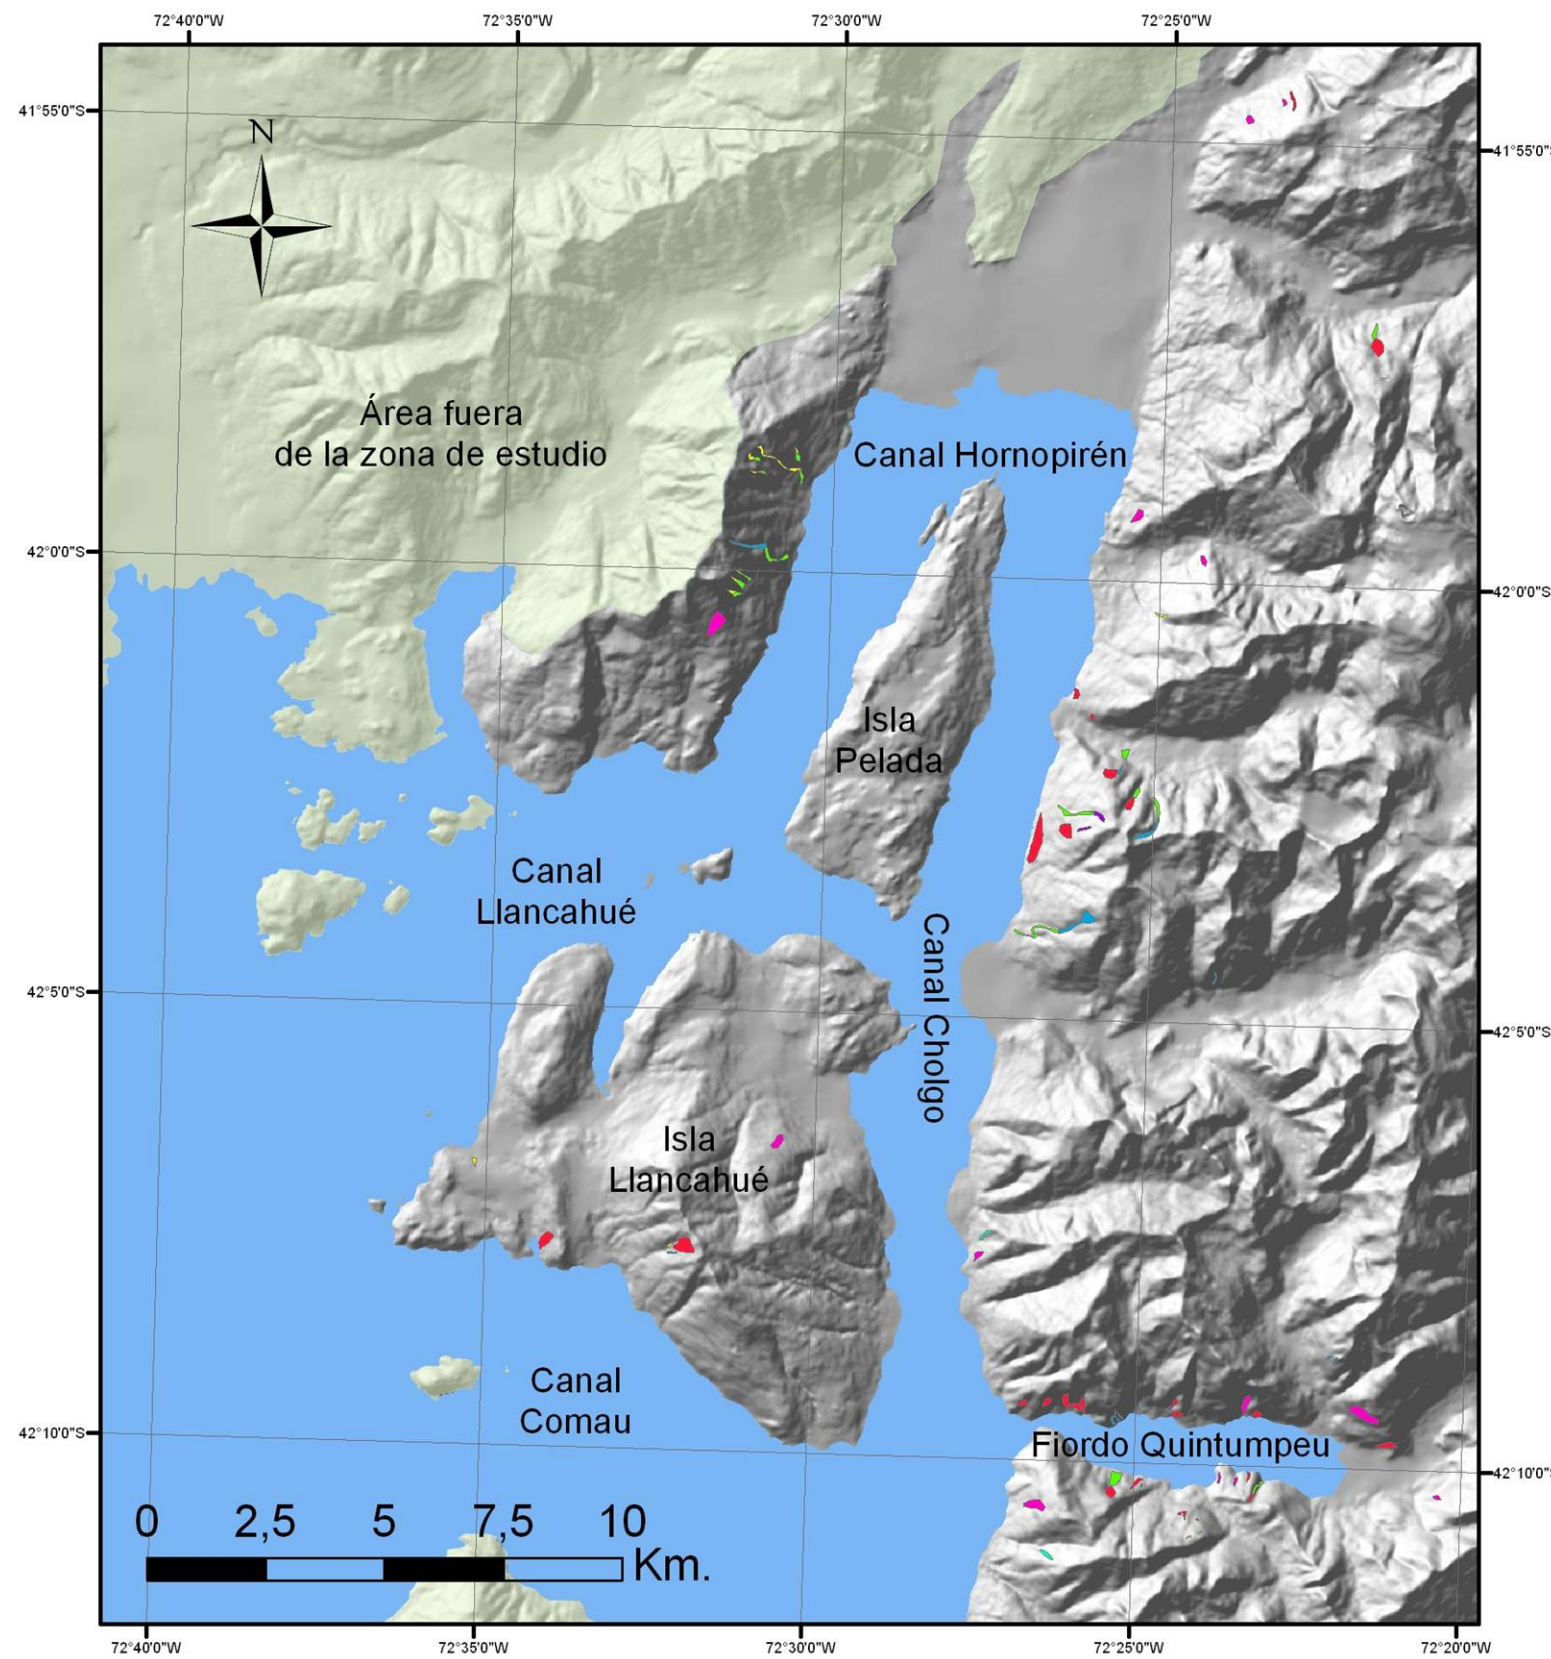 72°40'0"W
72°35'0"W
72°30'0"W
72°25'0"W
41°55'0"S
41°55'0"S
N
Área fuera
de la zona de estudio
Canal Hornopirén
42°0'0"S
42°0'0"S
Isla
Pelada
Canal
Llancahué
Canal Cholgo
42°5'0"S
42°5'0"S
Isla
Llancahué
Canal
Comau
42°10'0"S
Fiordo Quintumpeu
42°10'0"S
0 2,5 5 7,5 10
Km.
72°40'0"W
72°35'0"W
72°30'0"W
72°25'0"W
72°20'0"W